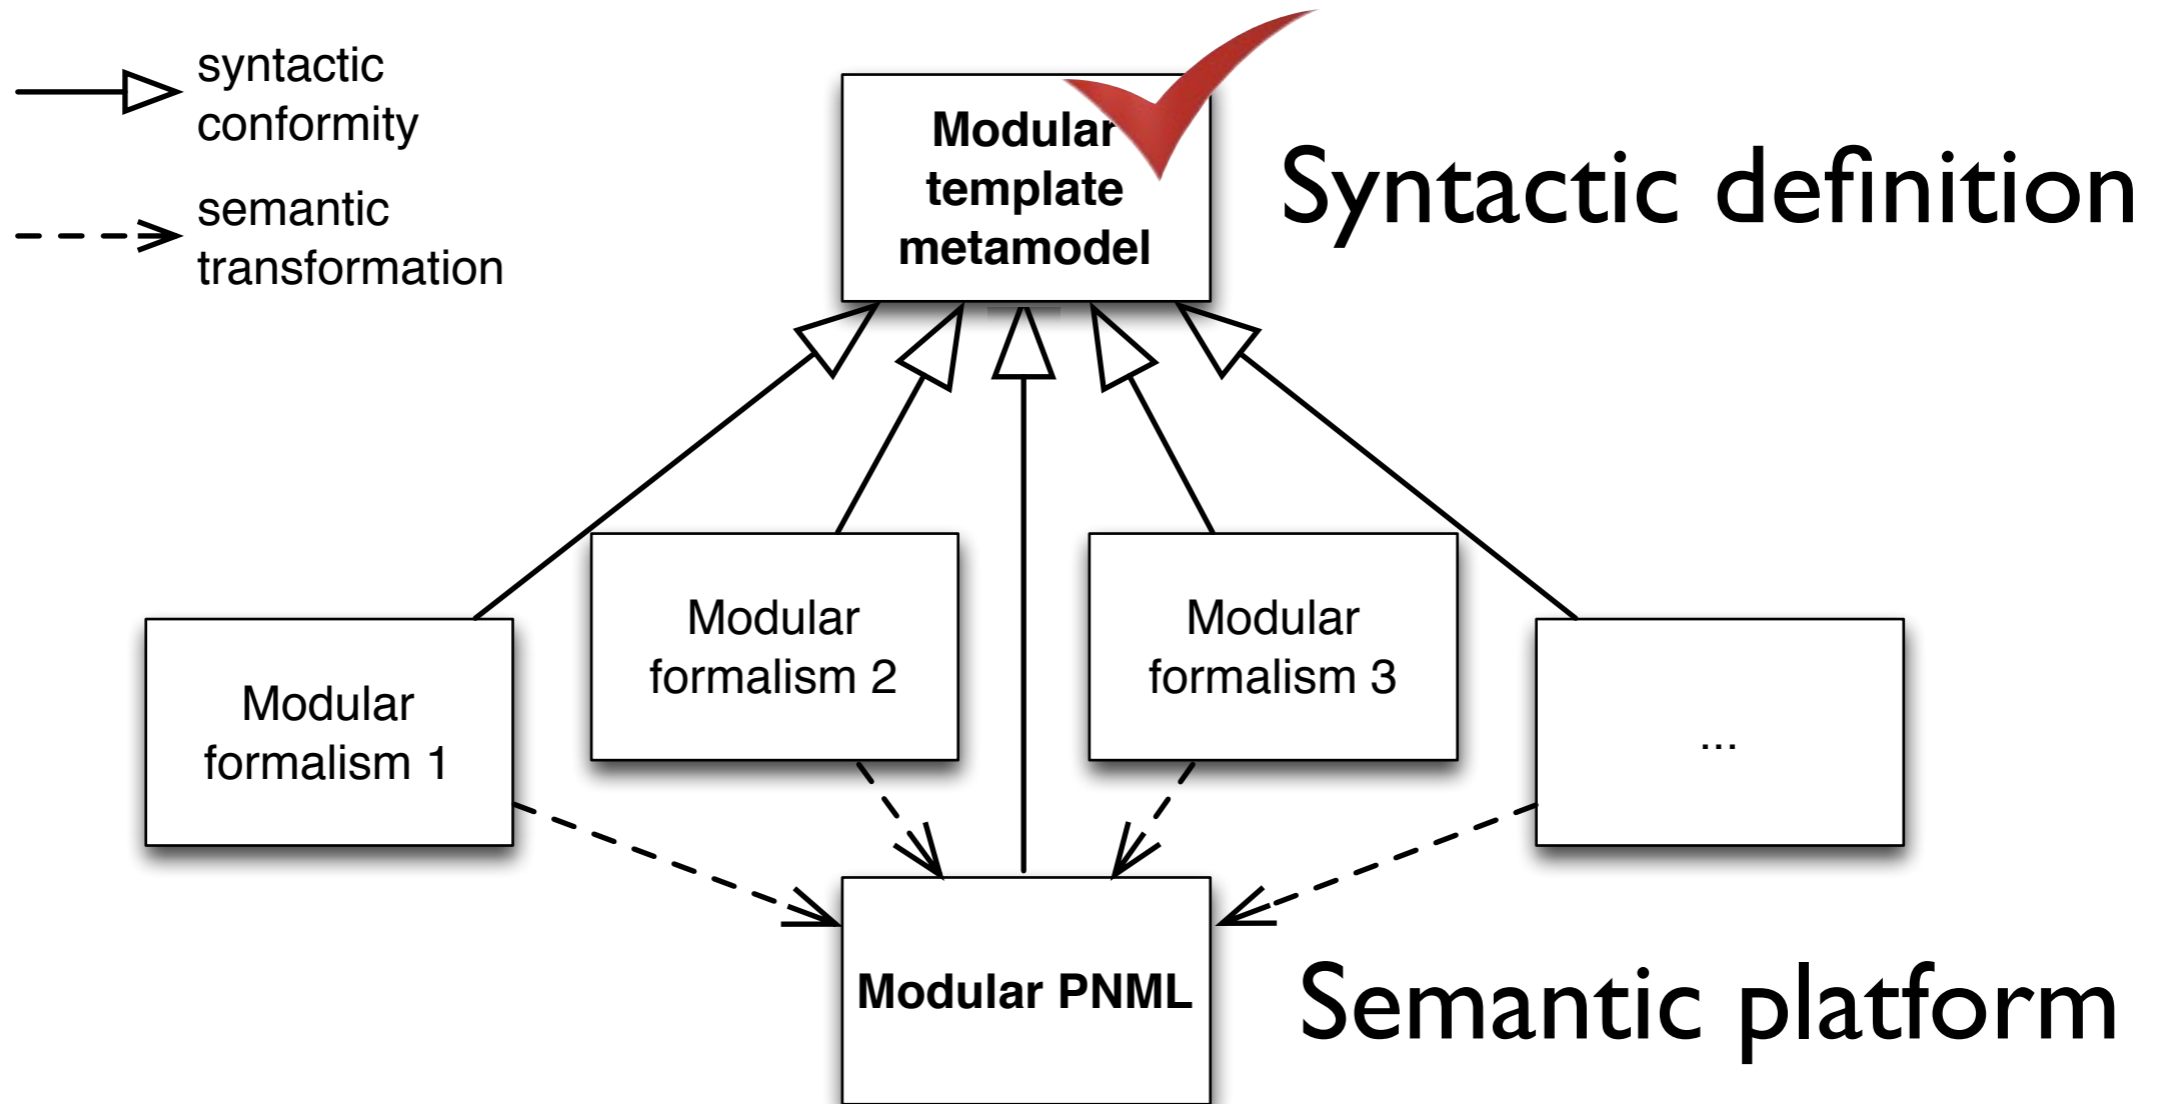 syntactic
conformity
semantic
transformation
Modular
template
metamodel
Syntactic definition
Modular
formalism 1
Modular
formalism 2
Modular
formalism 3
...
Modular PNML
Semantic platform